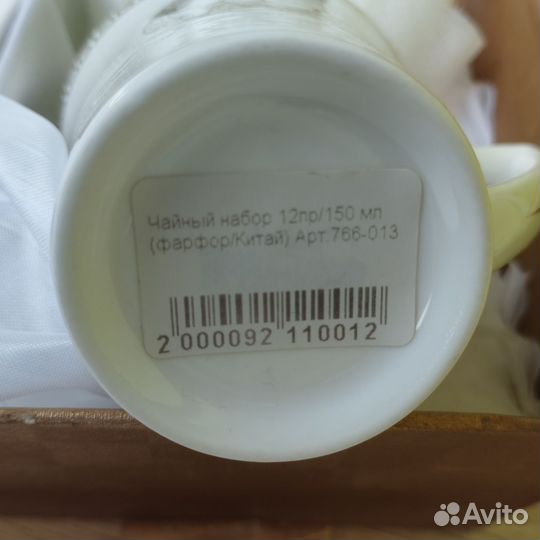 Чайный набор 12пр/150 мл
(фарфор/Китай) Арт.766-013
2 000092 110012
Avito